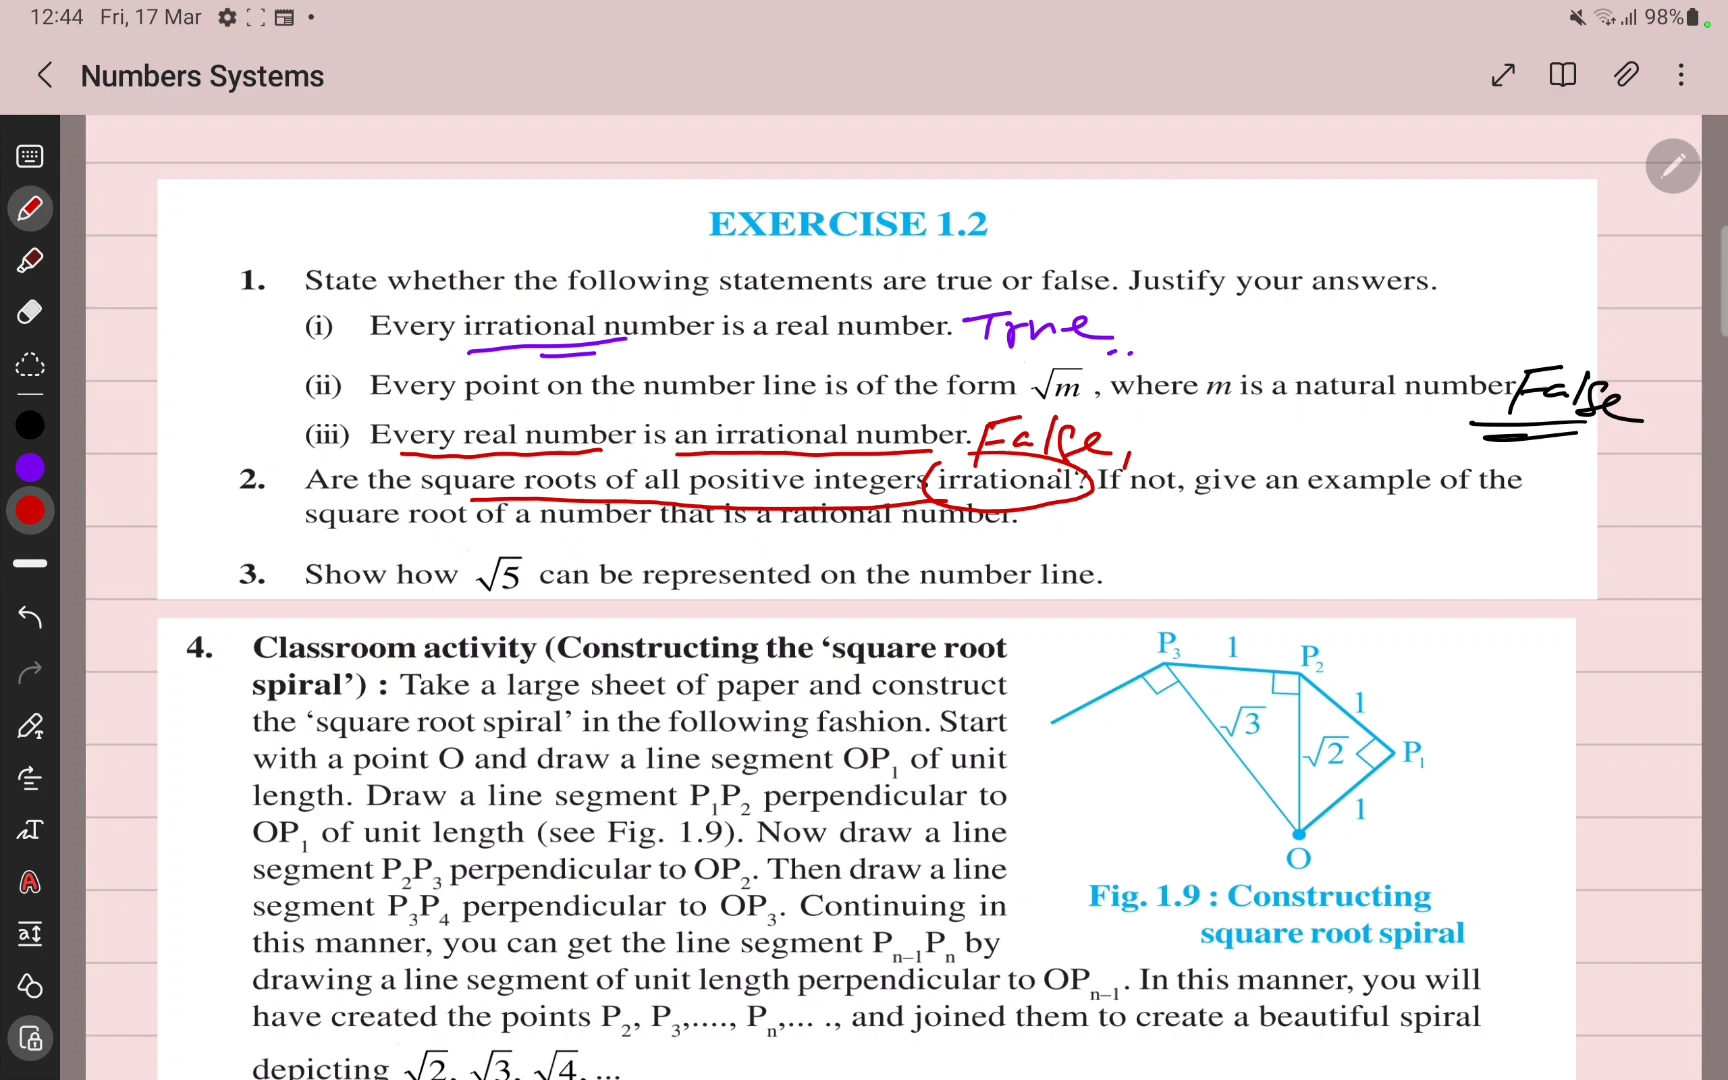 12:44 Fri, 17 Mar
98%
Numbers Systems
EXERCISE 1.2
1. State whether the following statements are true or false. Justify your answers.
(i) Every irrational number is a real number. True
(ii) Every point on the number line is of the form √m , where m is a natural number False
(iii) Every real number is an irrational number. False
2. Are the square roots of all positive integers irrational? If not, give an example of the
square root of a number that is a rational number.
3. Show how √5 can be represented on the number line.
4. Classroom activity (Constructing the ‘square root
spiral’) : Take a large sheet of paper and construct
the ‘square root spiral’ in the following fashion. Start
with a point O and draw a line segment OP₁ of unit
length. Draw a line segment P₁P₂ perpendicular to
OP₁ of unit length (see Fig. 1.9). Now draw a line
segment P₂P₃ perpendicular to OP₂. Then draw a line
segment P₃P₄ perpendicular to OP₃. Continuing in
this manner, you can get the line segment Pₙ₋₁Pₙ by
drawing a line segment of unit length perpendicular to OPₙ₋₁. In this manner, you will
have created the points P₂, P₃,...., Pₙ,... ., and joined them to create a beautiful spiral
depicting √2, √3, √4, ...
P₃ 1 P₂
1
√3
√2 P₁
1
O
Fig. 1.9 : Constructing
square root spiral